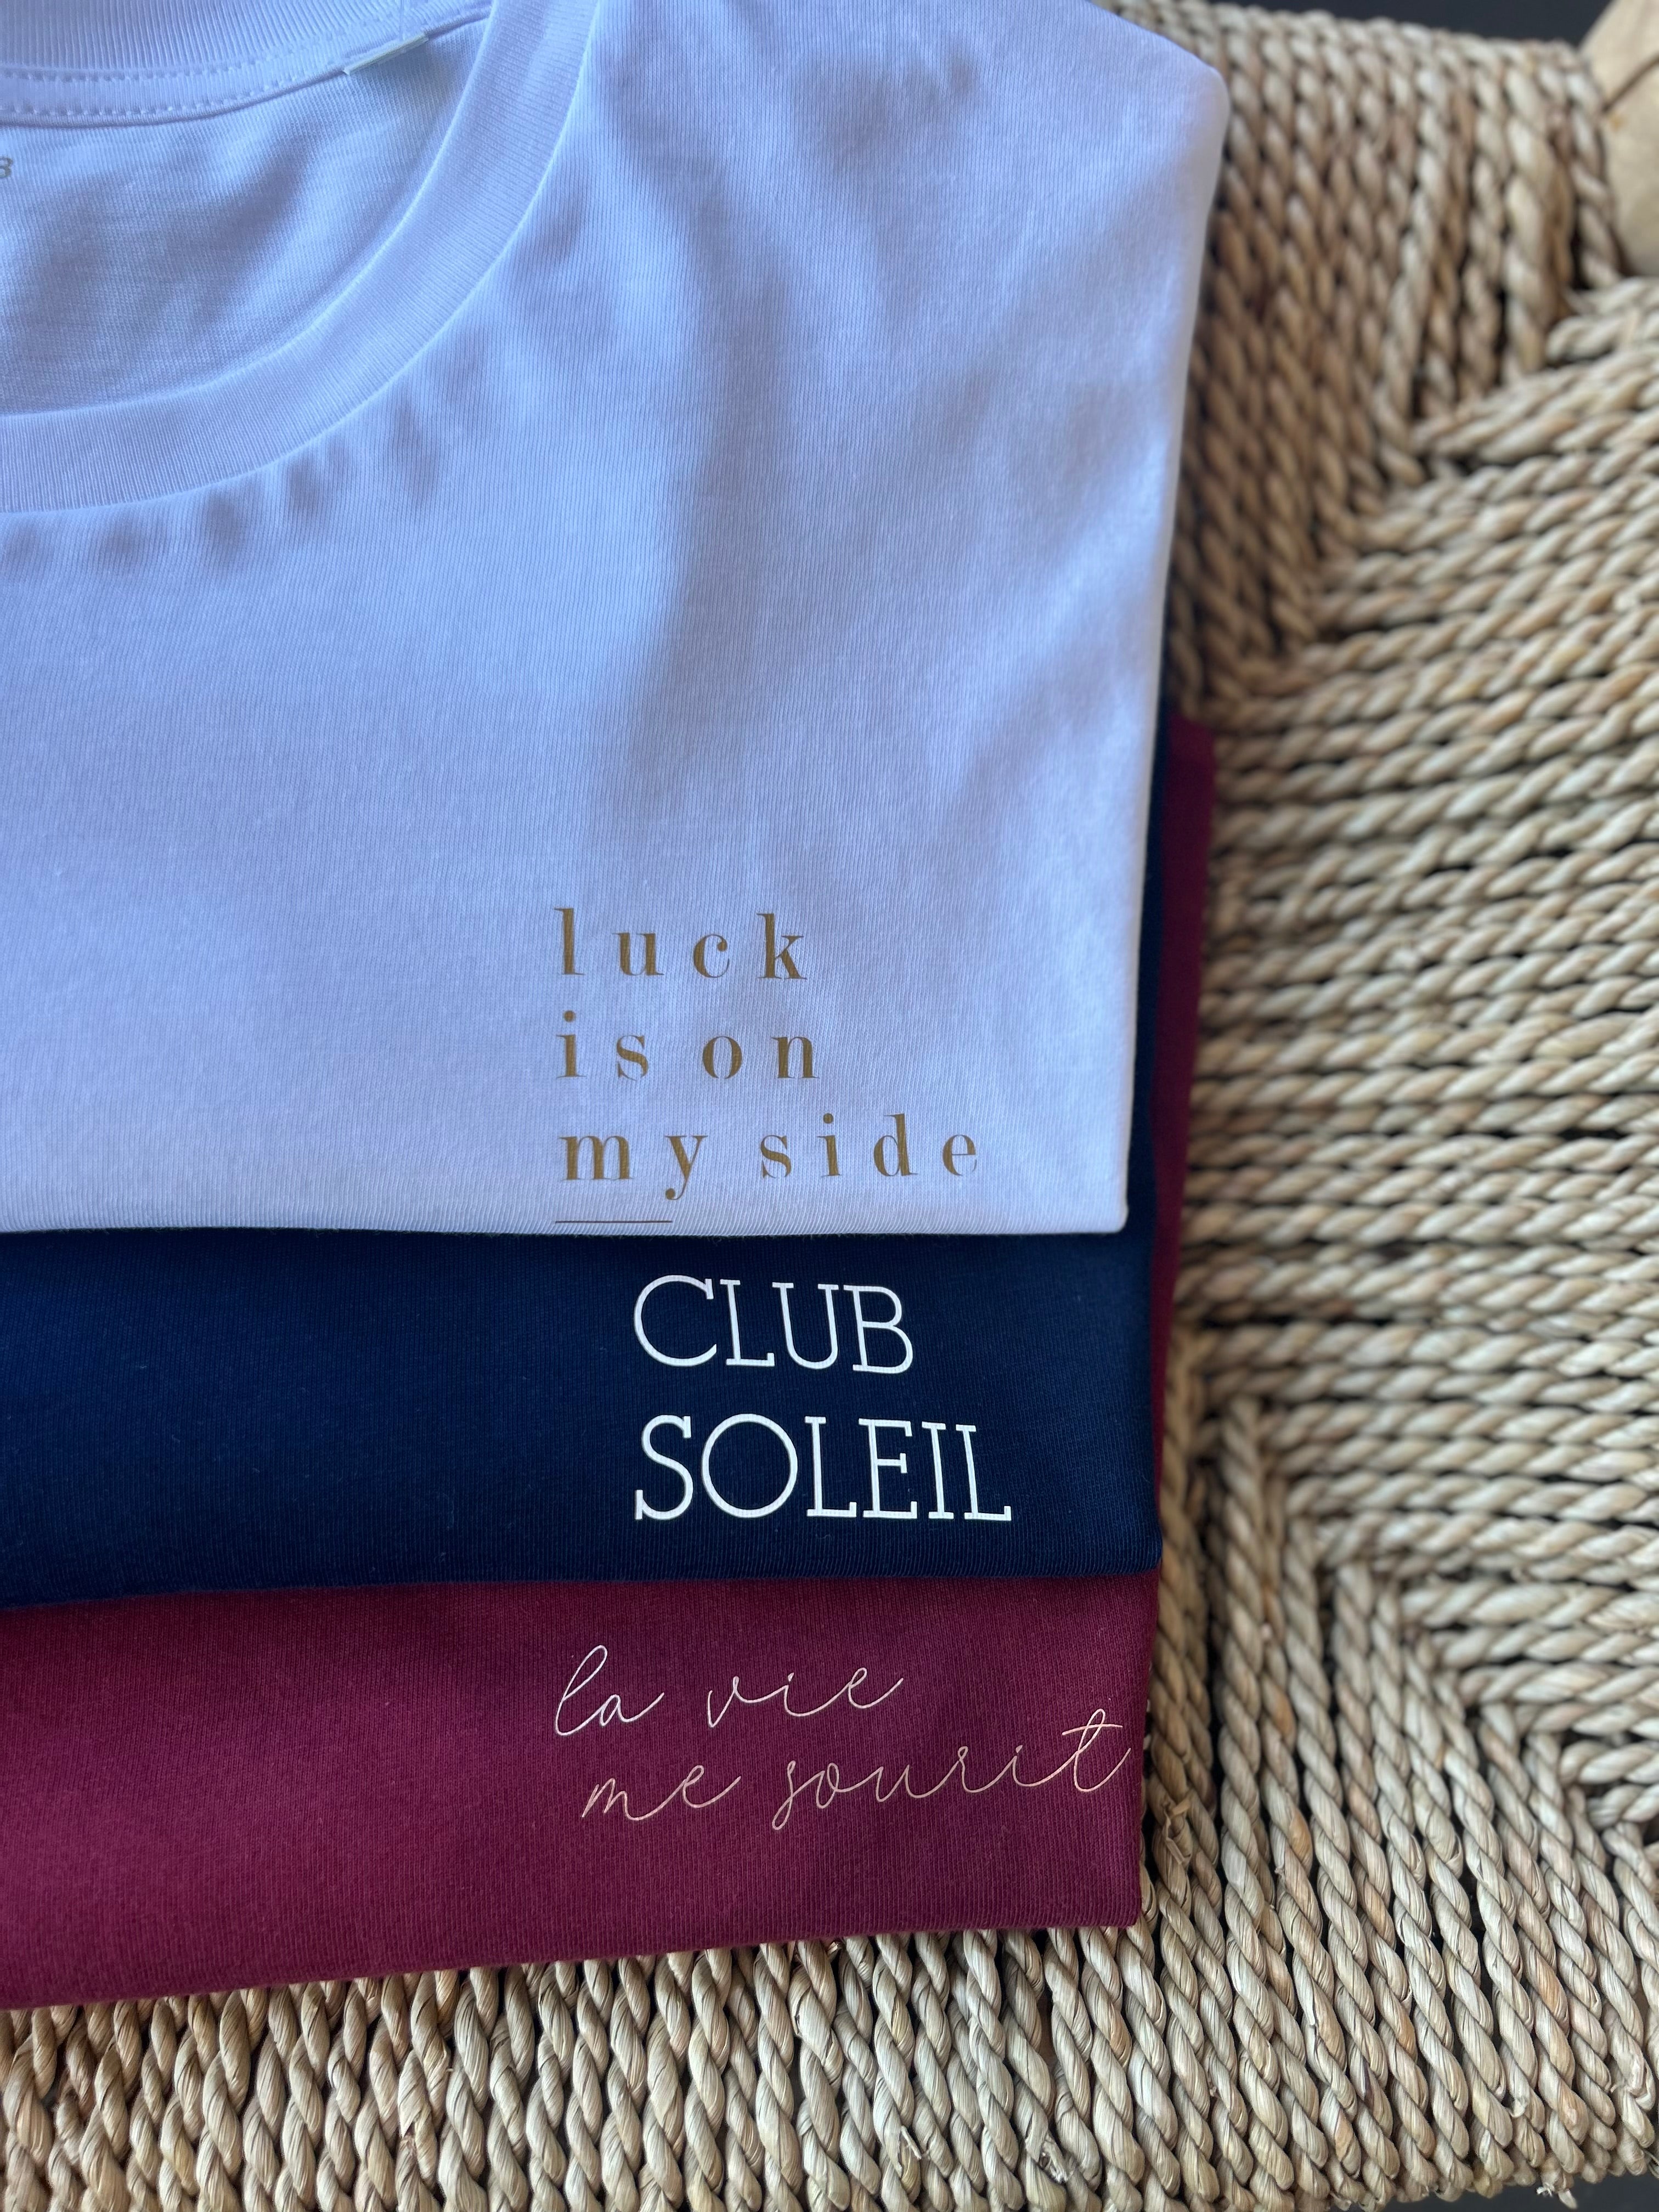 luck
is on
my side
CLUB
SOLEIL
la vie
me sourit